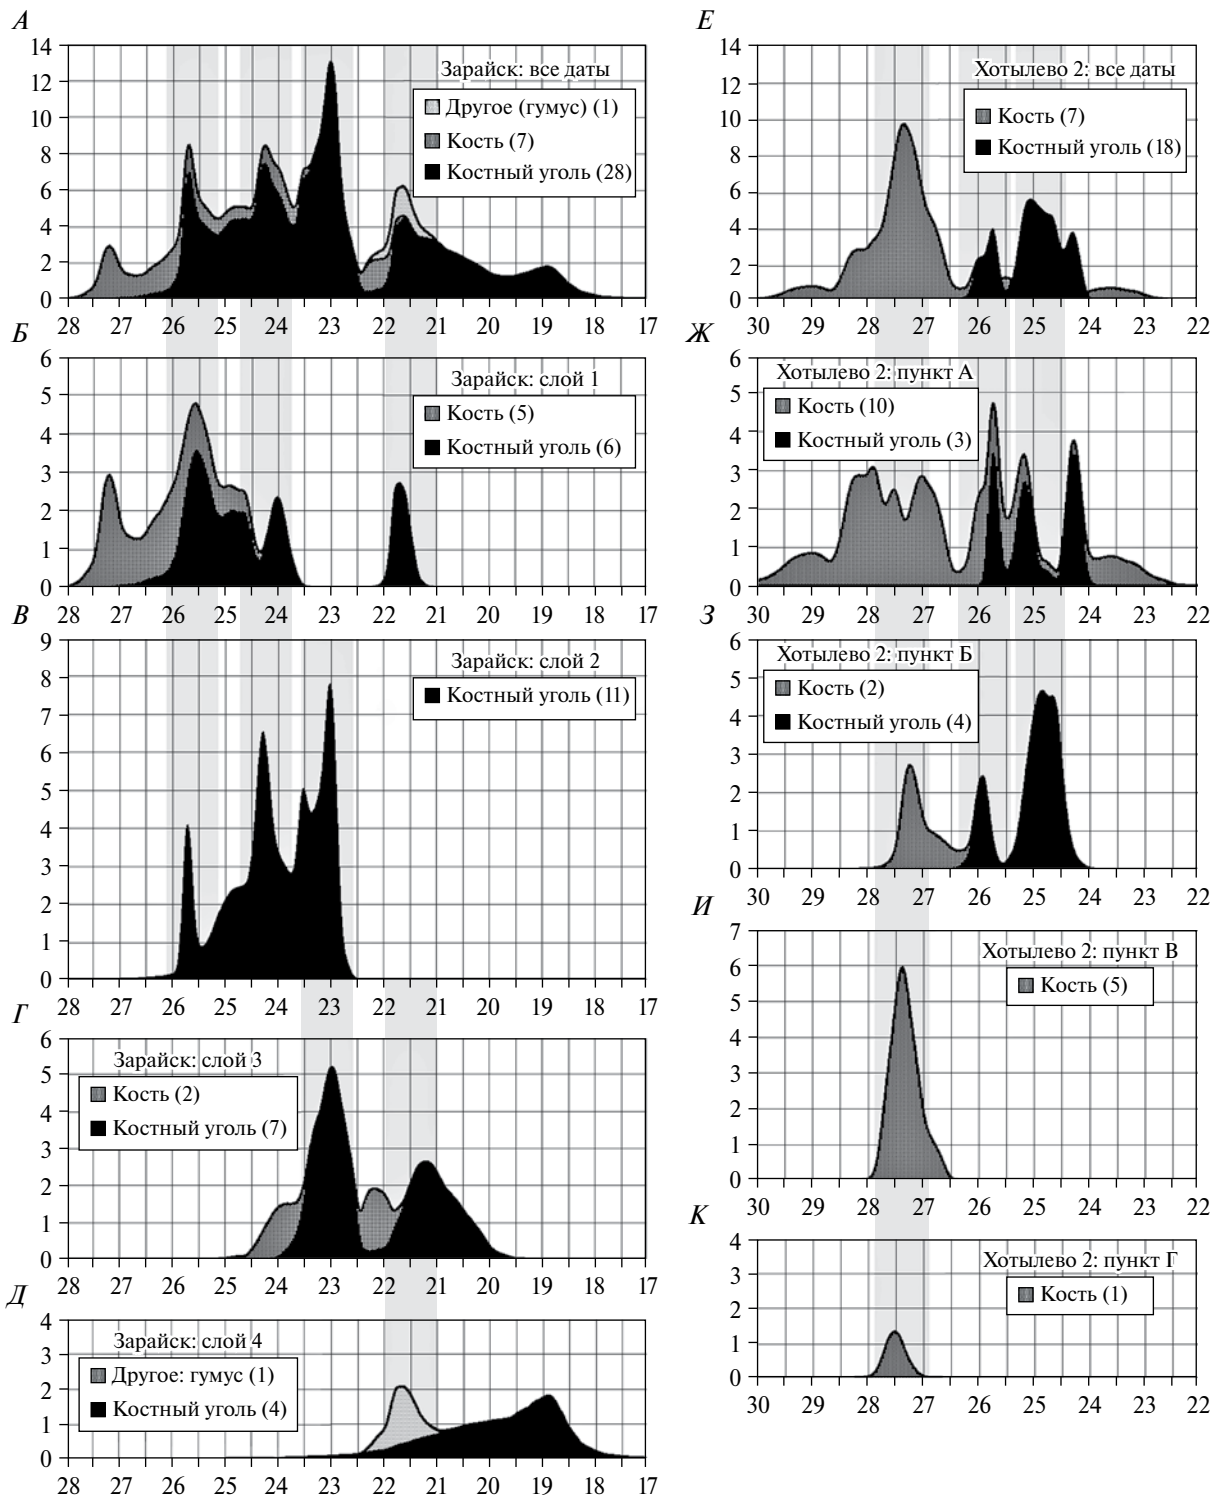 А
14
12
10
8
6
4
2
0
Зарайск: все даты
Другое (гумус) (1)
Кость (7)
Костный уголь (28)
28 27 26 25 24 23 22 21 20 19 18 17
Б
6
5
4
3
2
1
0
Зарайск: слой 1
Кость (5)
Костный уголь (6)
28 27 26 25 24 23 22 21 20 19 18 17
В
9
8
7
6
5
4
3
2
1
0
Зарайск: слой 2
Костный уголь (11)
28 27 26 25 24 23 22 21 20 19 18 17
Г
6
5
4
3
2
1
0
Зарайск: слой 3
Кость (2)
Костный уголь (7)
28 27 26 25 24 23 22 21 20 19 18 17
Д
4
3
2
1
0
Зарайск: слой 4
Другое: гумус (1)
Костный уголь (4)
28 27 26 25 24 23 22 21 20 19 18 17
Е
14
12
10
8
6
4
2
0
Хотылево 2: все даты
Кость (7)
Костный уголь (18)
30 29 28 27 26 25 24 23 22
Ж
6
5
4
3
2
1
0
Хотылево 2: пункт А
Кость (10)
Костный уголь (3)
30 29 28 27 26 25 24 23 22
З
6
5
4
3
2
1
0
Хотылево 2: пункт Б
Кость (2)
Костный уголь (4)
30 29 28 27 26 25 24 23 22
И
7
6
5
4
3
2
1
0
Хотылево 2: пункт В
Кость (5)
30 29 28 27 26 25 24 23 22
К
4
3
2
1
0
Хотылево 2: пункт Г
Кость (1)
30 29 28 27 26 25 24 23 22